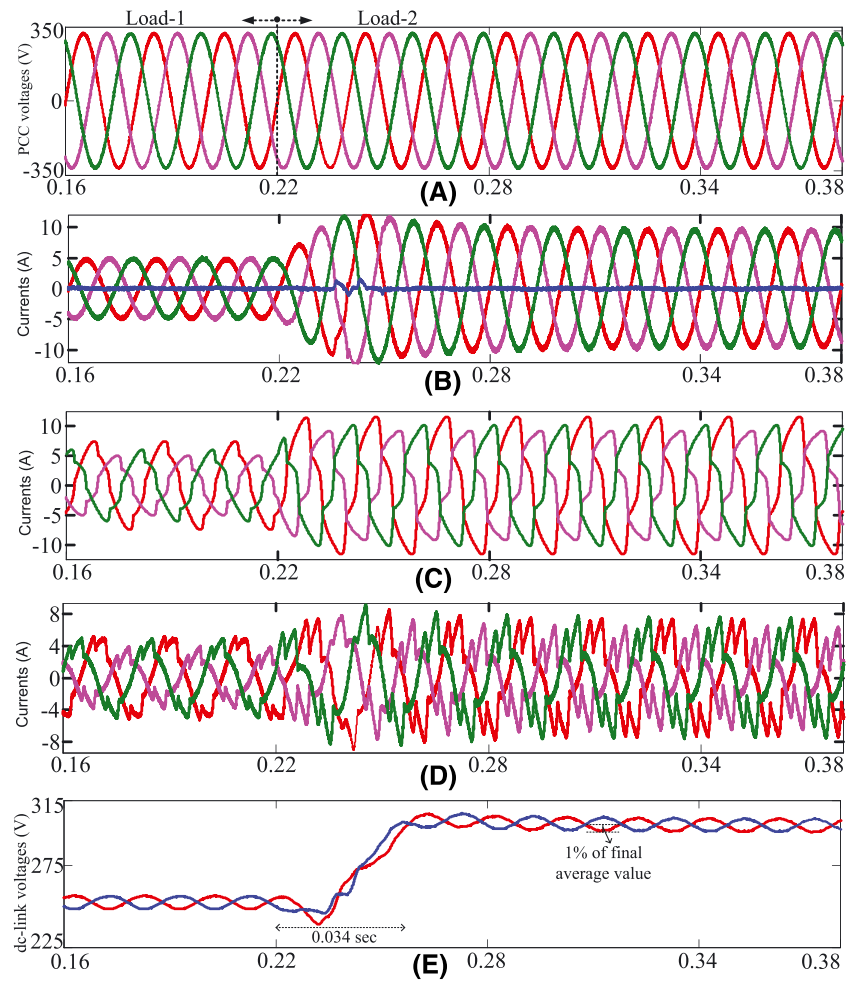 Load-1 Load-2
PCC voltages (V)
350
0
-350
0.16 0.22 0.28 0.34 0.38
(A)
Currents (A)
10
5
0
-5
-10
0.16 0.22 0.28 0.34 0.38
(B)
Currents (A)
10
5
0
-5
-10
0.16 0.22 0.28 0.34 0.38
(C)
Currents (A)
8
4
0
-4
-8
0.16 0.22 0.28 0.34 0.38
(D)
dc-link voltages (V)
315
275
225
1% of final
average value
0.034 sec
0.16 0.22 0.28 0.34 0.38
(E)